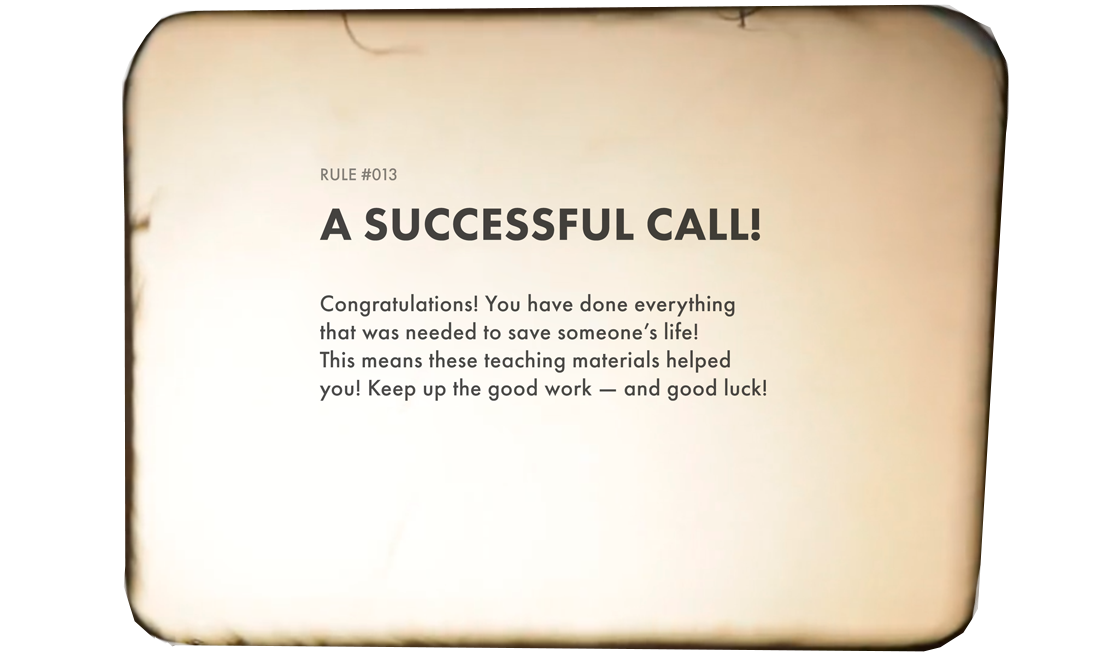 RULE #013
A SUCCESSFUL CALL!
Congratulations! You have done everything
that was needed to save someone’s life!
This means these teaching materials helped
you! Keep up the good work — and good luck!